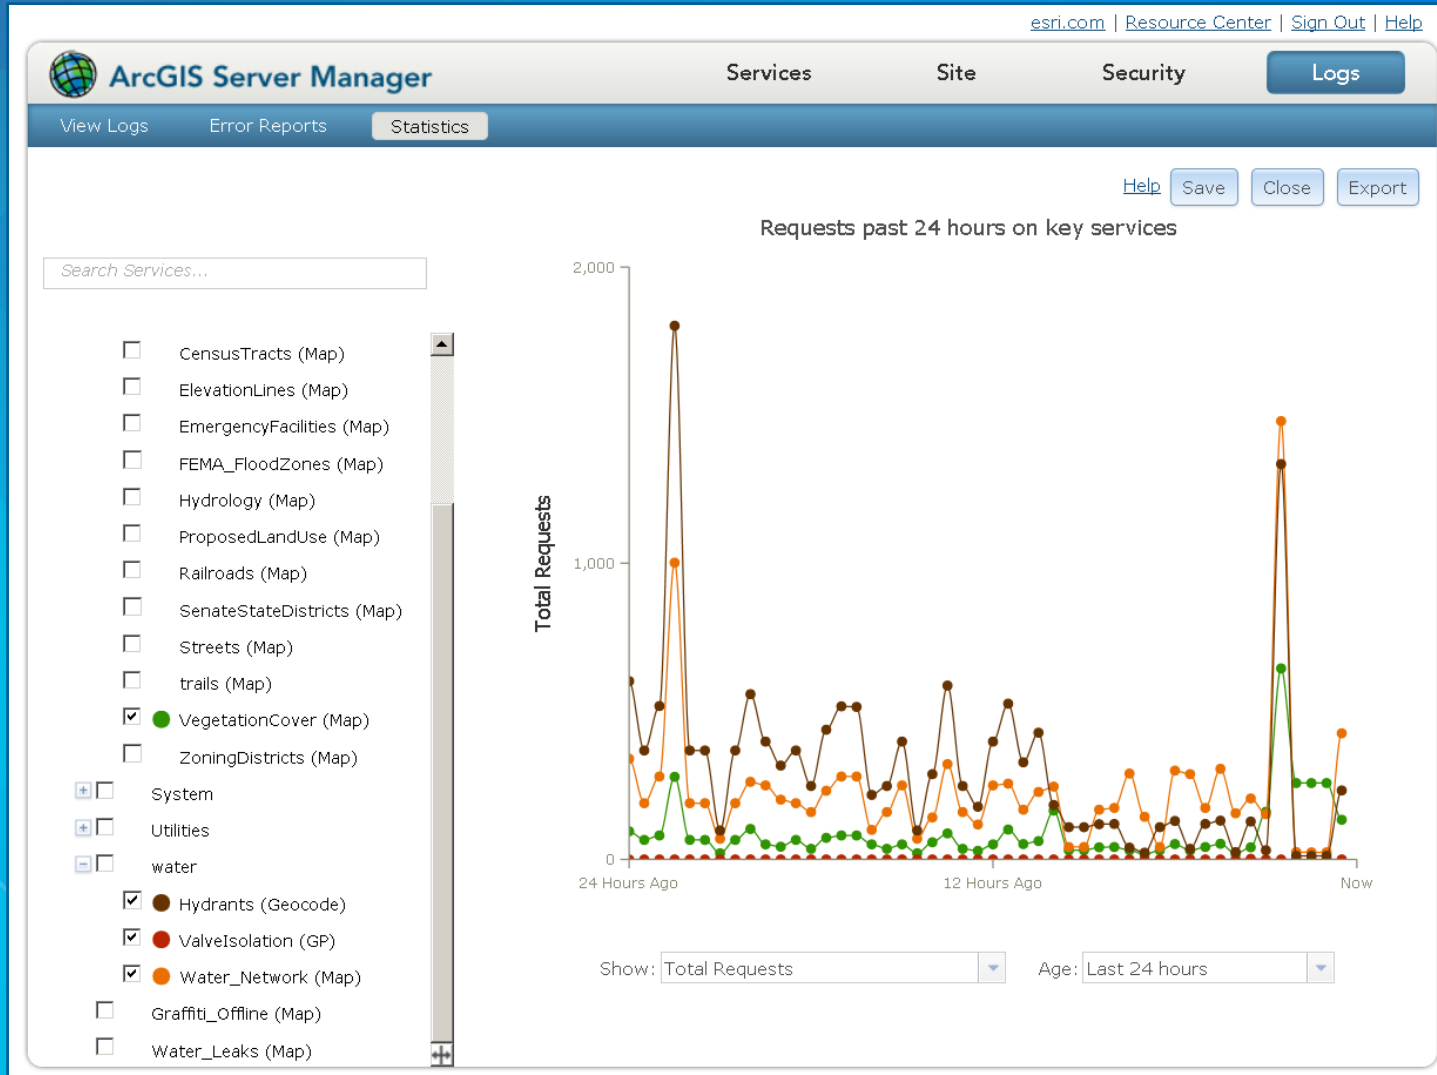 esri.com | Resource Center | Sign Out | Help
ArcGIS Server Manager
Services Site Security Logs
View Logs Error Reports Statistics
Help Save Close Export
Requests past 24 hours on key services
Search Services...
CensusTracts (Map)
ElevationLines (Map)
EmergencyFacilities (Map)
FEMA_FloodZones (Map)
Hydrology (Map)
ProposedLandUse (Map)
Railroads (Map)
SenateStateDistricts (Map)
Streets (Map)
trails (Map)
VegetationCover (Map)
ZoningDistricts (Map)
System
Utilities
water
Hydrants (Geocode)
ValveIsolation (GP)
Water_Network (Map)
Graffiti_Offline (Map)
Water_Leaks (Map)
Total Requests
2,000
1,000
0
24 Hours Ago 12 Hours Ago Now
Show: Total Requests Age: Last 24 hours